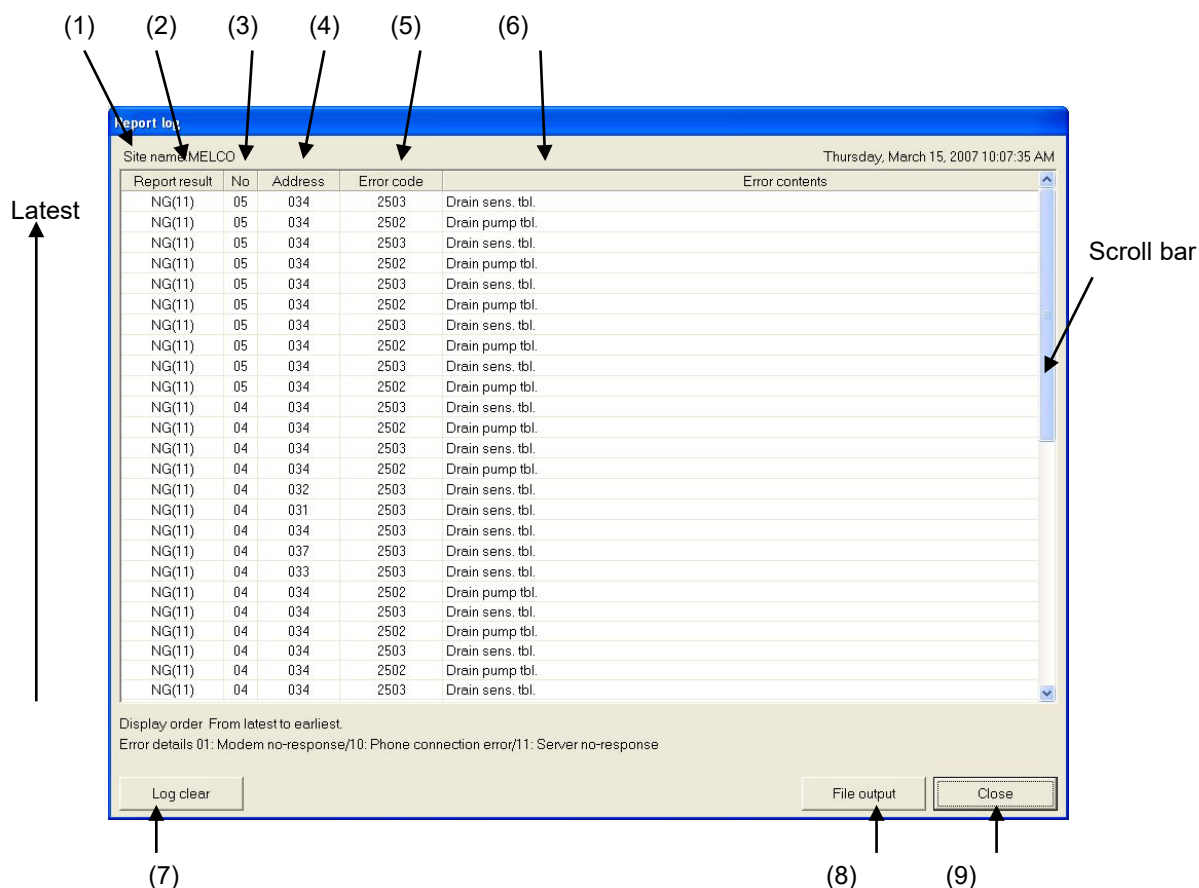 (1) (2) (3) (4) (5) (6)
Report log
Site name:MELCO Thursday, March 15, 2007 10:07:35 AM
Report result No Address Error code Error contents
Latest
Scroll bar
NG(11) 05 034 2503 Drain sens. tbl.
NG(11) 05 034 2502 Drain pump tbl.
NG(11) 05 034 2503 Drain sens. tbl.
NG(11) 05 034 2502 Drain pump tbl.
NG(11) 05 034 2503 Drain sens. tbl.
NG(11) 05 034 2502 Drain pump tbl.
NG(11) 05 034 2503 Drain sens. tbl.
NG(11) 05 034 2502 Drain pump tbl.
NG(11) 05 034 2503 Drain sens. tbl.
NG(11) 05 034 2502 Drain pump tbl.
NG(11) 04 034 2503 Drain sens. tbl.
NG(11) 04 034 2502 Drain pump tbl.
NG(11) 04 034 2503 Drain sens. tbl.
NG(11) 04 034 2502 Drain pump tbl.
NG(11) 04 032 2503 Drain sens. tbl.
NG(11) 04 031 2503 Drain sens. tbl.
NG(11) 04 034 2503 Drain sens. tbl.
NG(11) 04 037 2503 Drain sens. tbl.
NG(11) 04 033 2503 Drain sens. tbl.
NG(11) 04 034 2502 Drain pump tbl.
NG(11) 04 034 2503 Drain sens. tbl.
NG(11) 04 034 2502 Drain pump tbl.
NG(11) 04 034 2503 Drain sens. tbl.
NG(11) 04 034 2502 Drain pump tbl.
NG(11) 04 034 2503 Drain sens. tbl.
Display order From latest to earliest.
Error details 01: Modem no-response/10: Phone connection error/11: Server no-response
Log clear File output Close
(7) (8) (9)